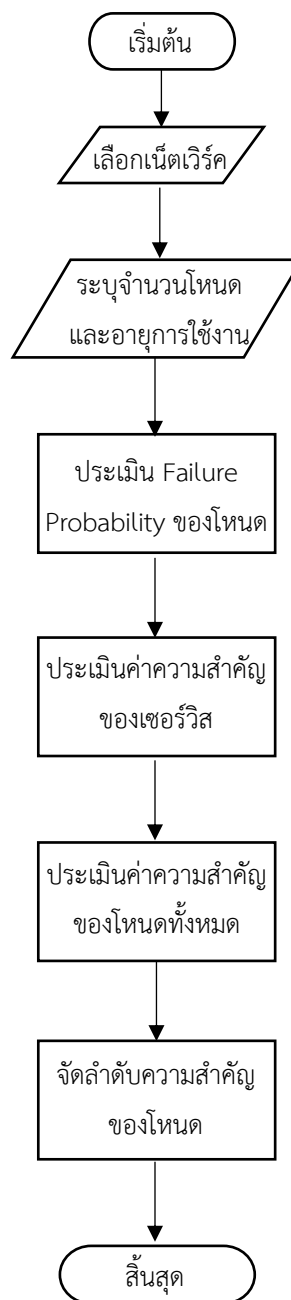 เริ่มต้น
เลือกเน็ตเวิร์ค
ระบุจำนวนโหนด
และอายุการใช้งาน
ประเมิน Failure
Probability ของโหนด
ประเมินค่าความสำคัญ
ของเซอร์วิส
ประเมินค่าความสำคัญ
ของโหนดทั้งหมด
จัดลำดับความสำคัญ
ของโหนด
สิ้นสุด